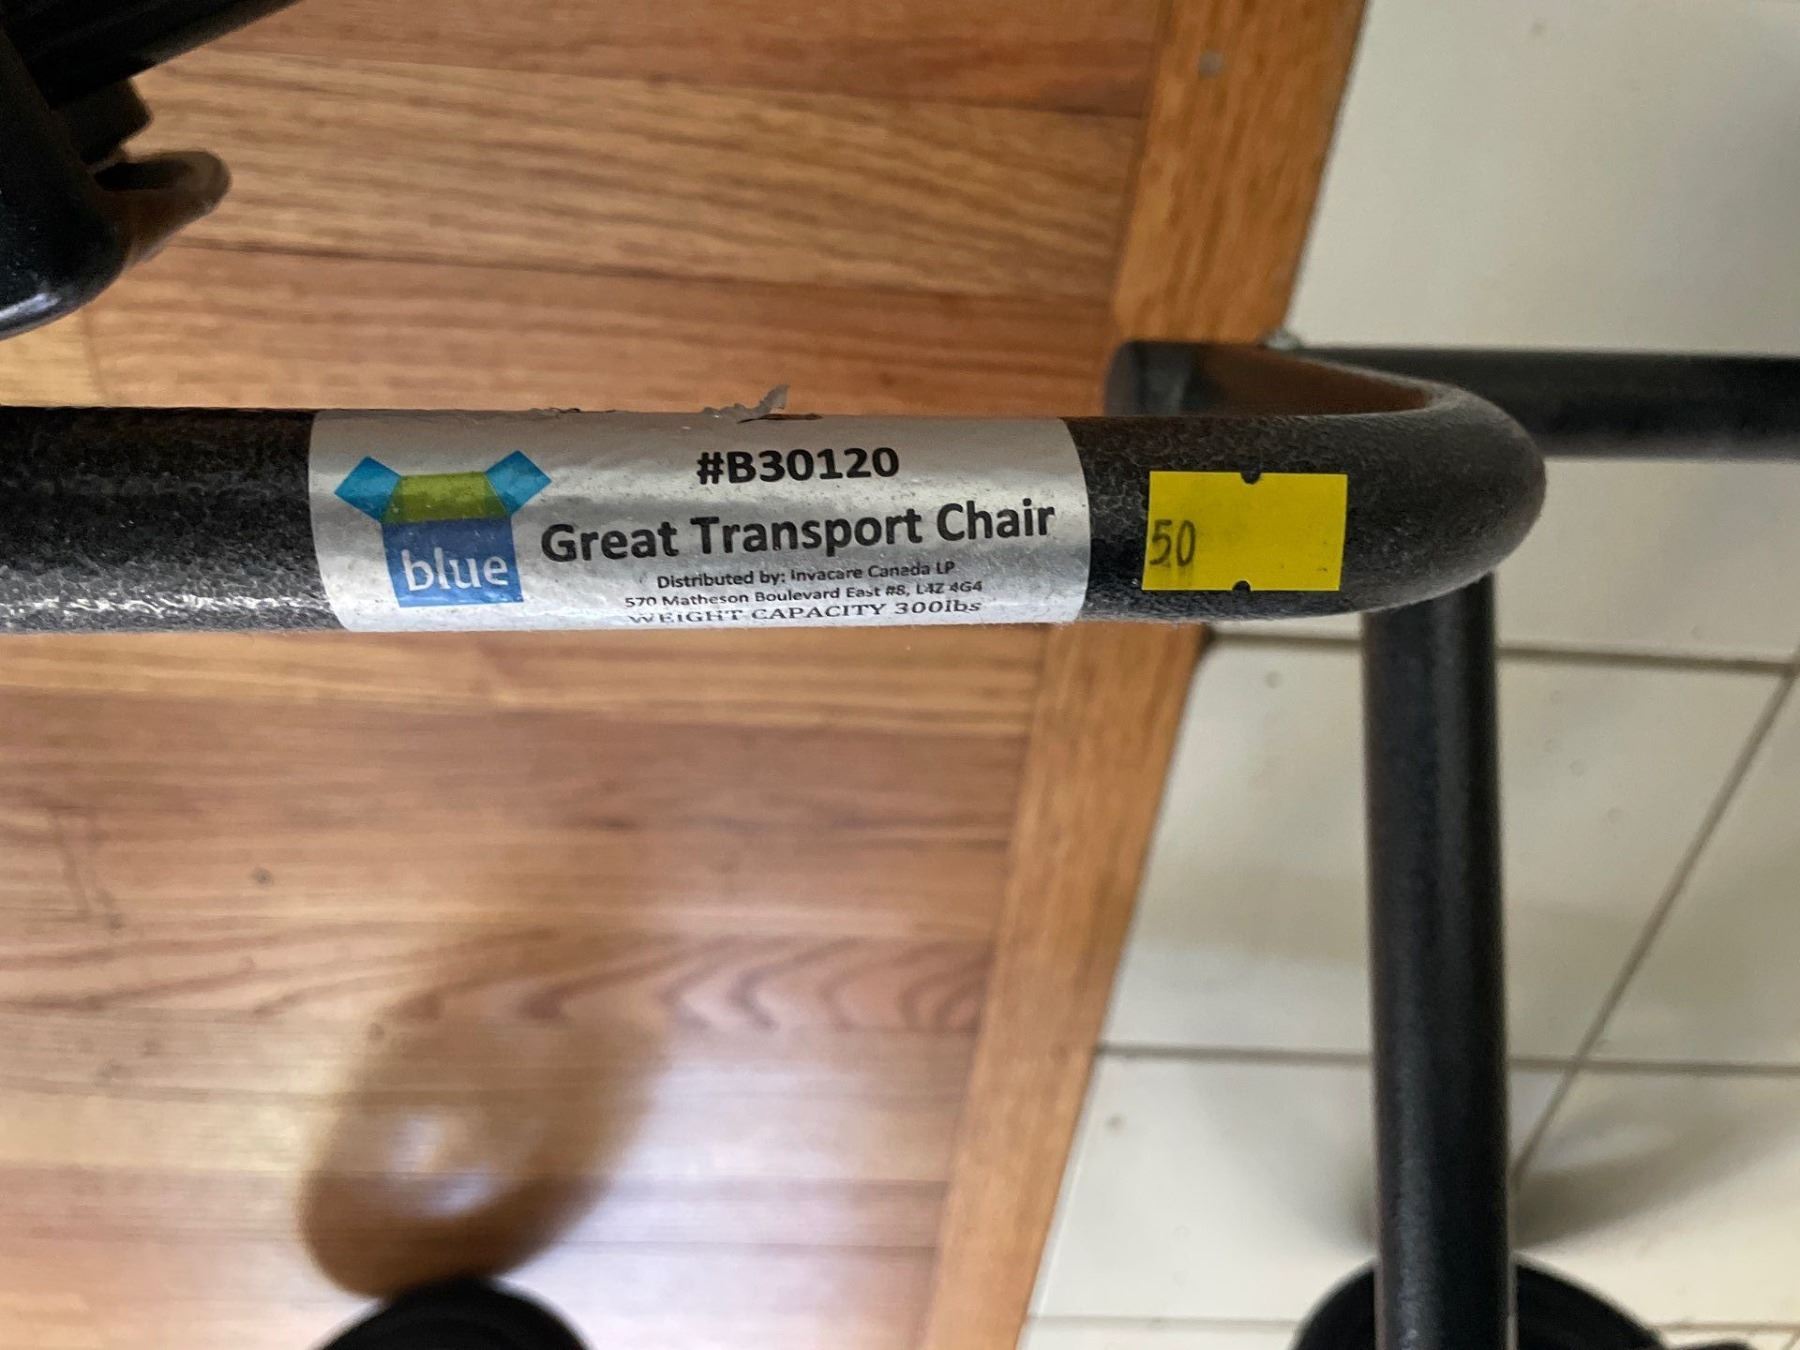 blue
#B30120
Great Transport Chair
Distributed by: Invacare Canada LP
570 Matheson Boulevard East #8, L4Z 4G4
WEIGHT CAPACITY 300lbs
50